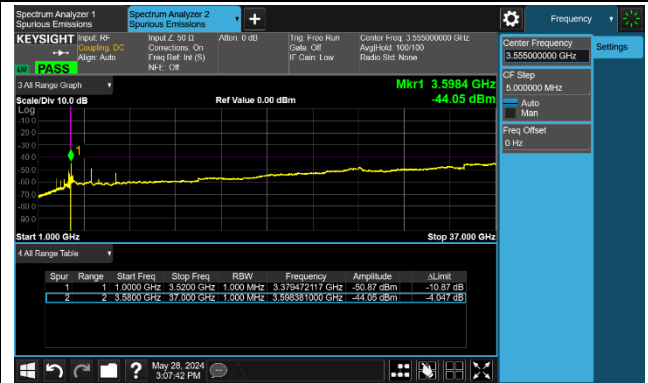 Spectrum Analyzer 1
Spurious Emissions
Spectrum Analyzer 2
Spurious Emissions
Frequency
KEYSIGHT
Input: RF
Coupling: DC
Align: Auto
Input Z: 50 Ω
Corrections: On
Freq Ref: Int (S)
NFE: Off
Atten: 0 dB
Trig: Free Run
Gate: Off
IF Gain: Low
Center Freq: 3.555000000 GHz
Avg|Hold: 100/100
Radio Std: None
PASS
Center Frequency
3.555000000 GHz
Settings
CF Step
5.000000 MHz
Auto
Man
Freq Offset
0 Hz
3 All Range Graph
Mkr1 3.5984 GHz
Scale/Div 10.0 dB
Ref Value 0.00 dBm
-44.05 dBm
Log
-10.0
-20.0
-30.0
-40.0
-50.0
-60.0
-70.0
-80.0
-90.0
1
Start 1.000 GHz
Stop 37.000 GHz
4 All Range Table
Spur Range Start Freq Stop Freq RBW Frequency Amplitude ΔLimit
1 1 1.0000 GHz 3.5200 GHz 1.000 MHz 3.379472117 GHz -50.87 dBm -10.87 dB
2 2 3.5800 GHz 37.000 GHz 1.000 MHz 3.598381000 GHz -44.05 dBm -4.047 dB
?
May 28, 2024
3:07:42 PM